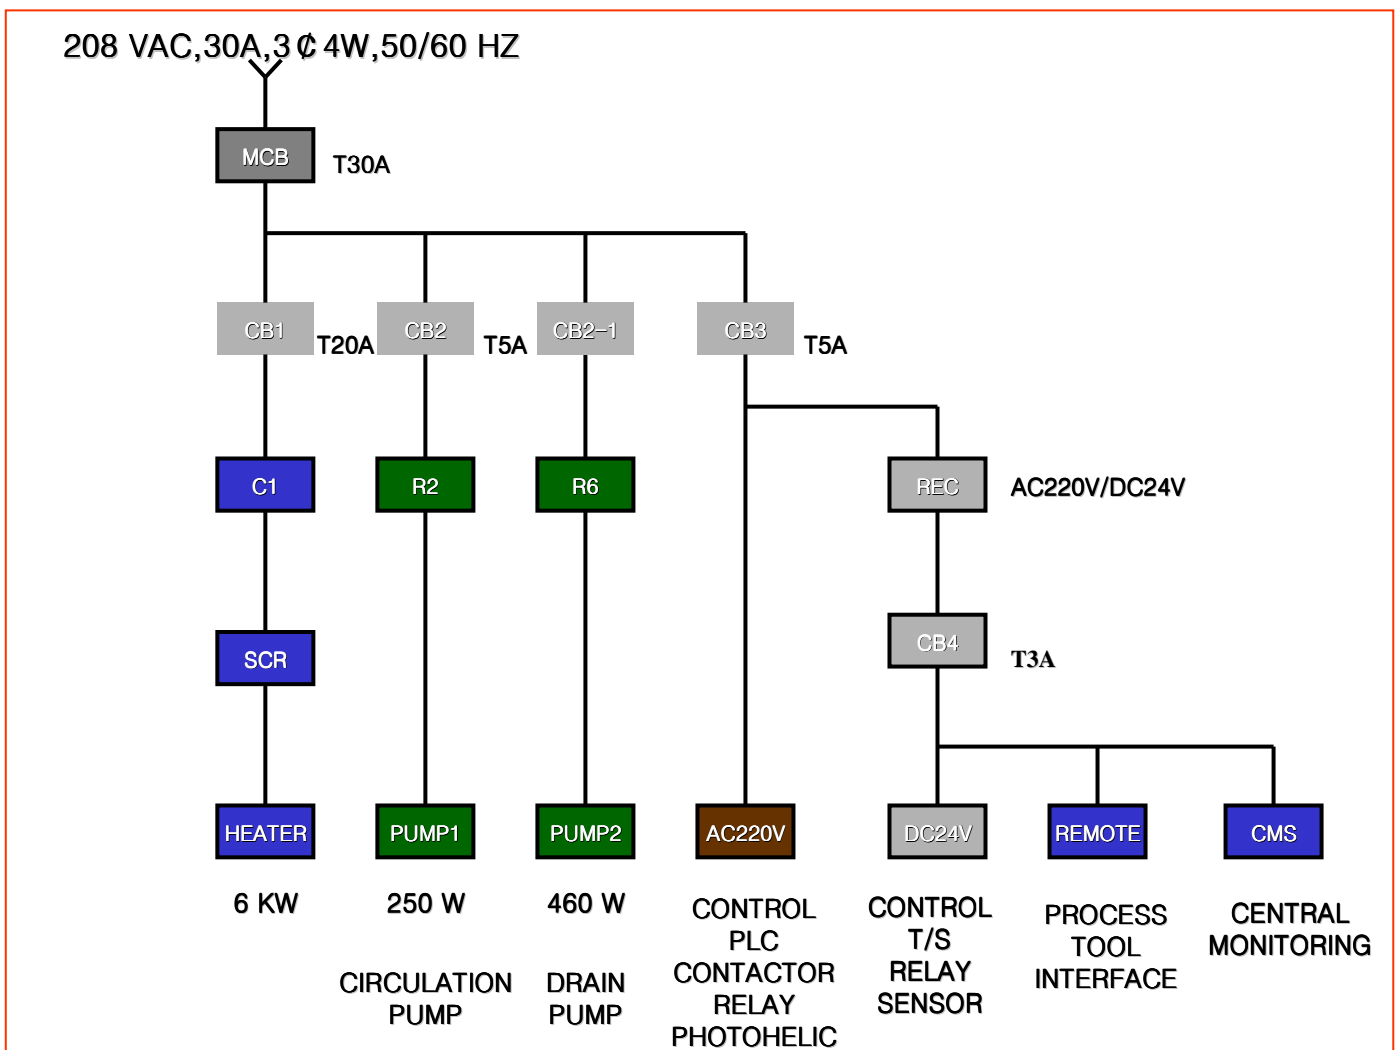 208 VAC,30A,3₵4W,50/60 HZ
MCB
T30A
CB1
T20A
CB2
T5A
CB2-1
CB3
T5A
C1
R2
R6
REC
AC220V/DC24V
SCR
CB4
T3A
HEATER
PUMP1
PUMP2
AC220V
DC24V
REMOTE
CMS
6 KW
250 W
CIRCULATION
PUMP
460 W
DRAIN
PUMP
CONTROL
PLC
CONTACTOR
RELAY
PHOTOHELIC
CONTROL
T/S
RELAY
SENSOR
PROCESS
TOOL
INTERFACE
CENTRAL
MONITORING